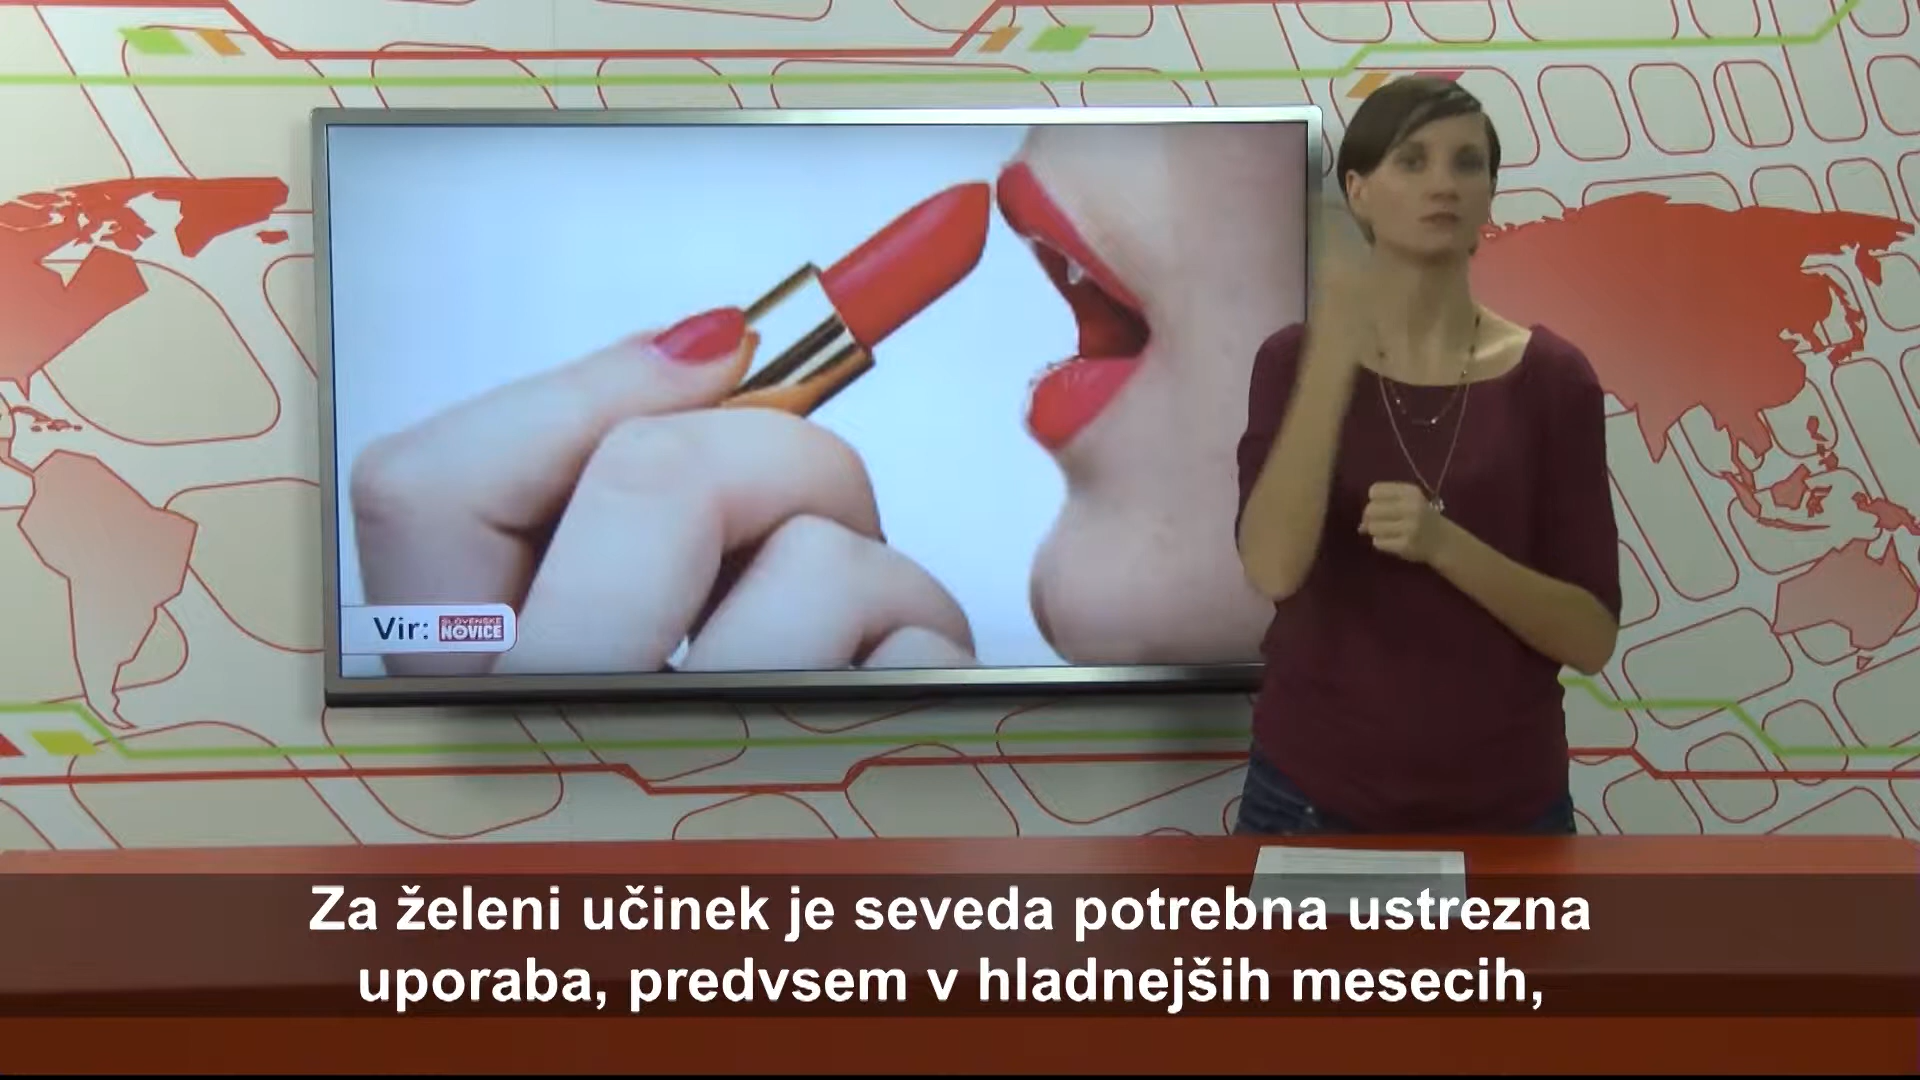 Vir: SLOVENSKE NOVICE
Za želeni učinek je seveda potrebna ustrezna
uporaba, predvsem v hladnejših mesecih,